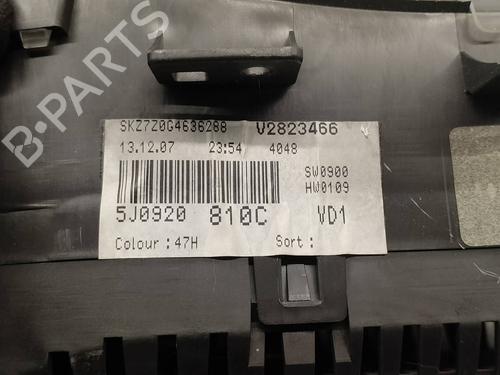 SKZ7Z0G4636288 V2823466
13.12.07 23:54 4048
SW0900
HW0109
5J0920 810C VD1
Colour : 47H Sort :
B-PARTS